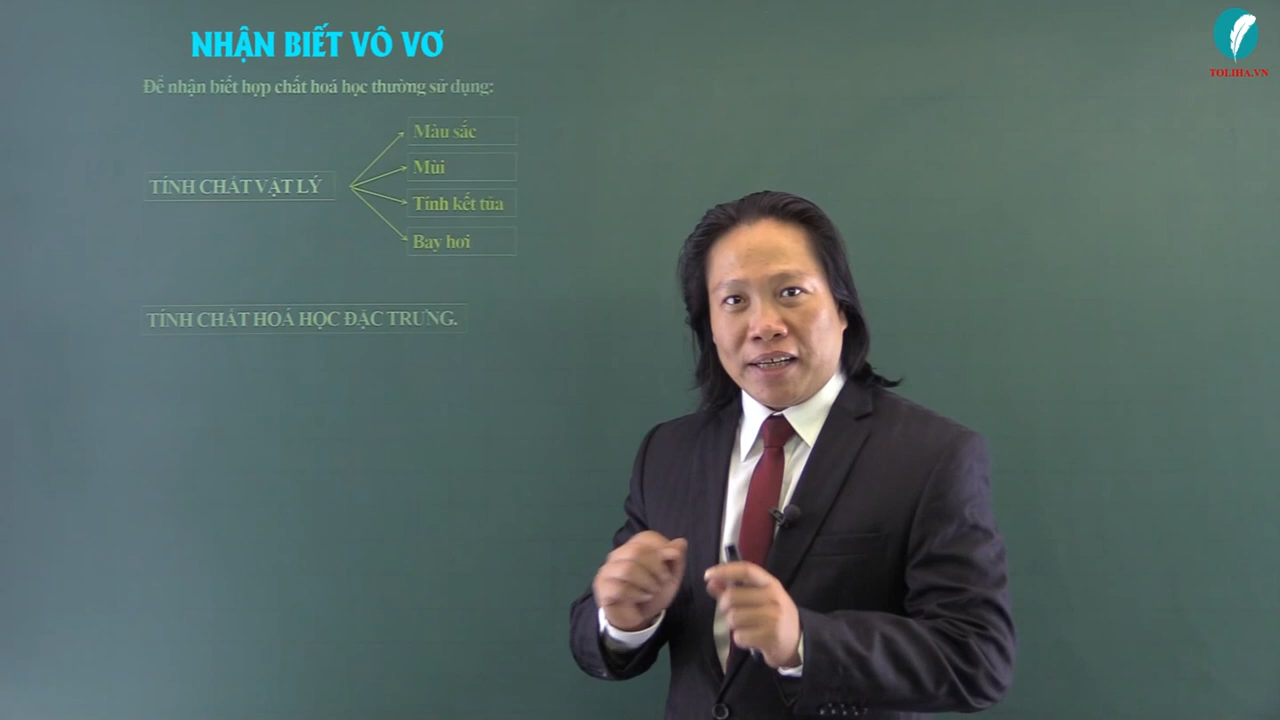 NHẬN BIẾT VÔ VƠ
TOLIHA.VN
Để nhận biết hợp chất hoá học thường sử dụng:
Màu sắc
Mùi
TÍNH CHẤT VẬT LÝ
Tính kết tủa
Bay hơi
TÍNH CHẤT HOÁ HỌC ĐẶC TRƯNG.